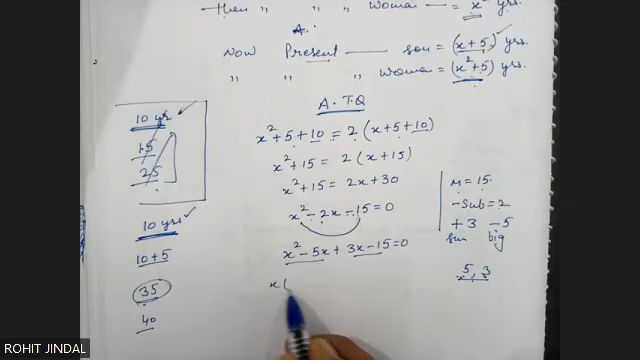 Then " " " Woman — = x² yrs.
A.
Now Present — son = (x+5) yrs
" " " Woman = (x²+5) yrs.
A.T.Q
x²+5+10 = 2(x+5+10)
x²+15 = 2(x+15)
x²+15 = 2x+30
x²-2x-15=0
x²-5x+3x-15=0
x(
10 yr
15
25
10 yrs
10+5
35
40
M = 15
-Sub = 2
+3 -5
big
5, 3
ROHIT JINDAL